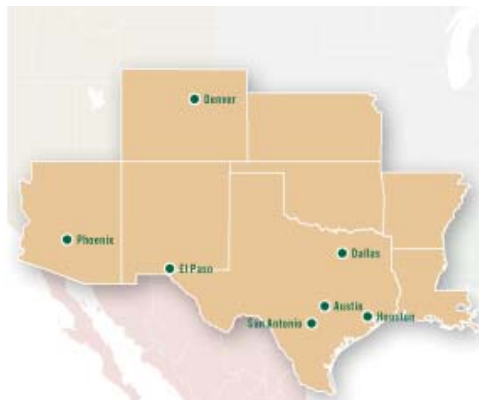 Denver
Phoenix
El Paso
Dallas
Austin
San Antonio
Houston